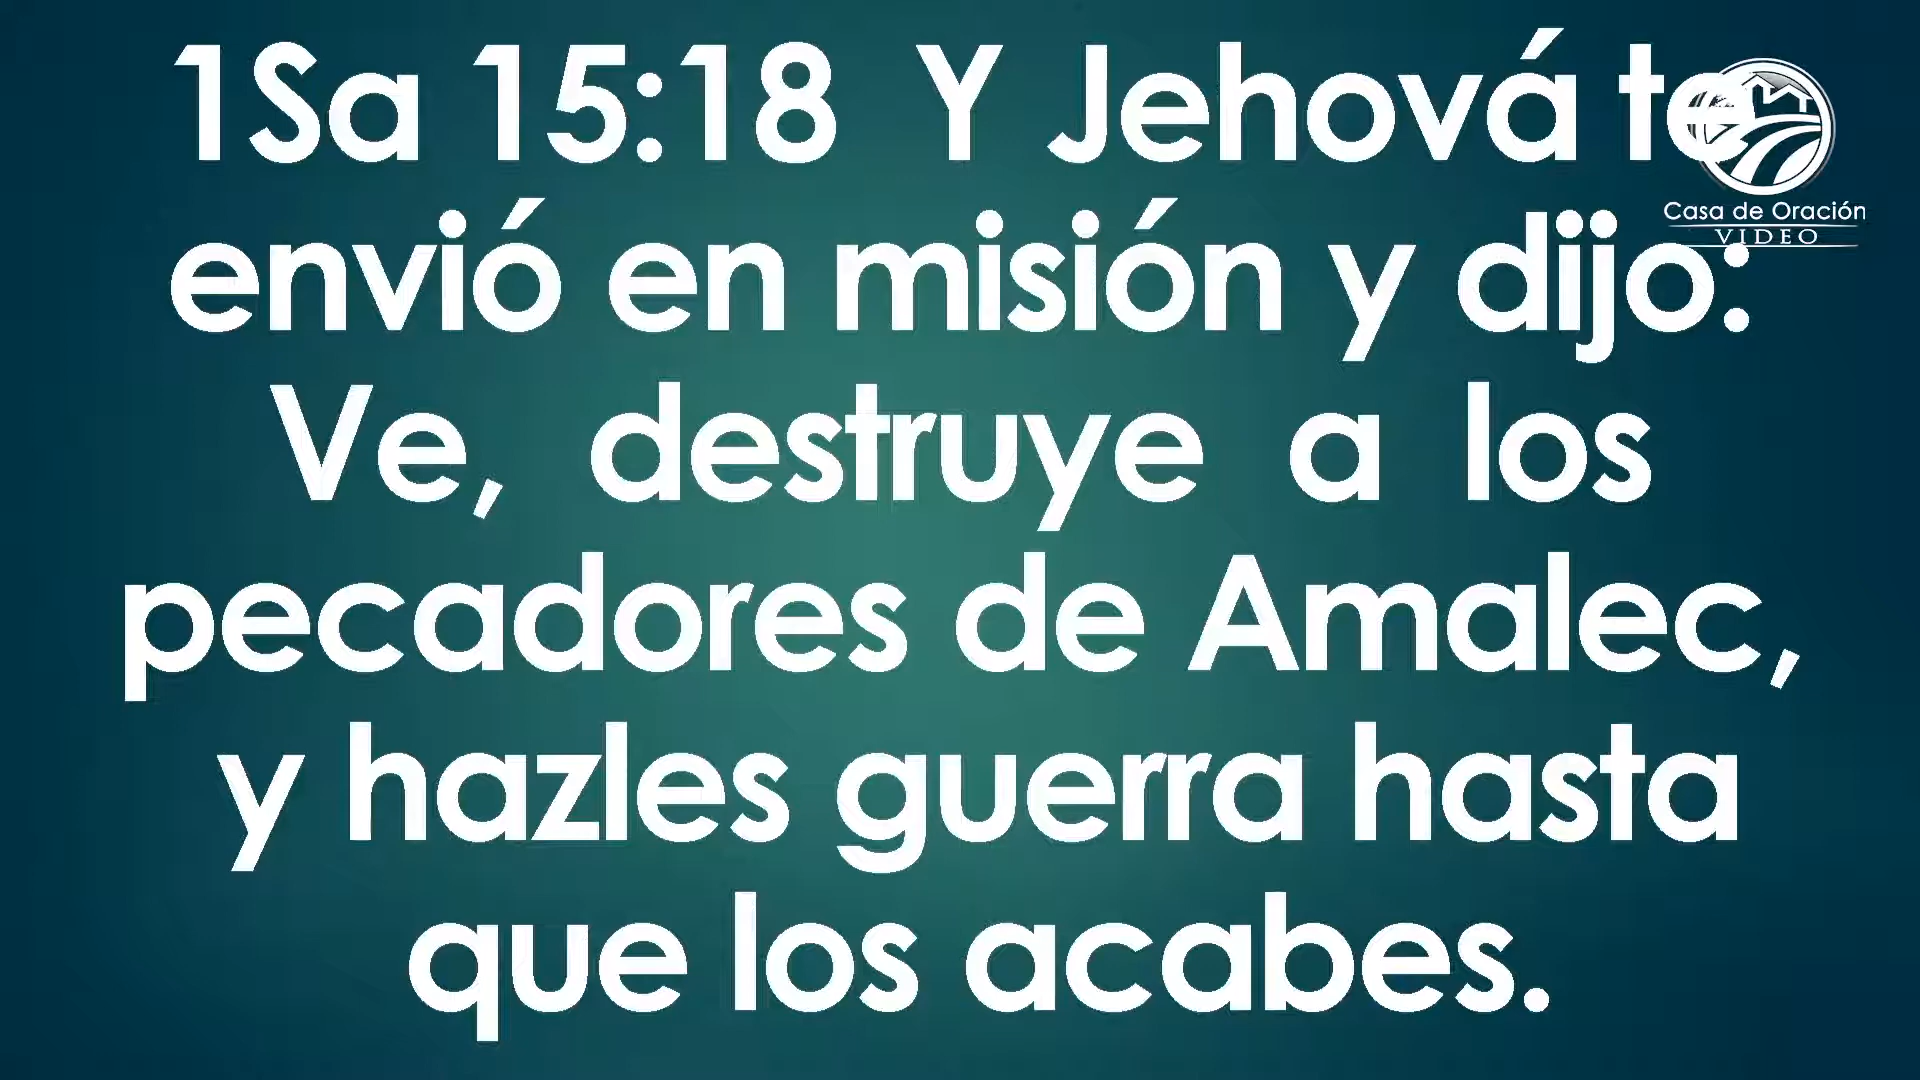 1Sa 15:18 Y Jehová te
envió en misión y dijo:
Ve, destruye a los
pecadores de Amalec,
y hazles guerra hasta
que los acabes.
Casa de Oración
VIDEO